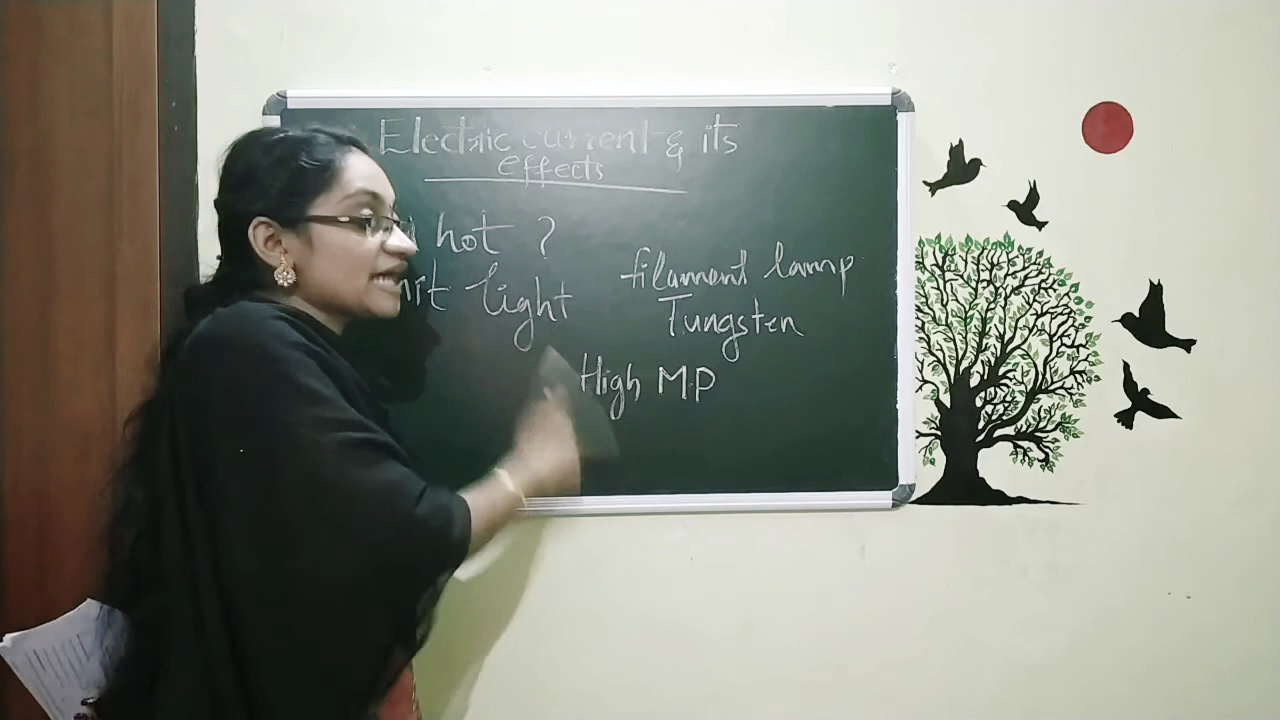 Electric current & its
effects
hot ?
light
filament lamp
Tungsten
High M.P